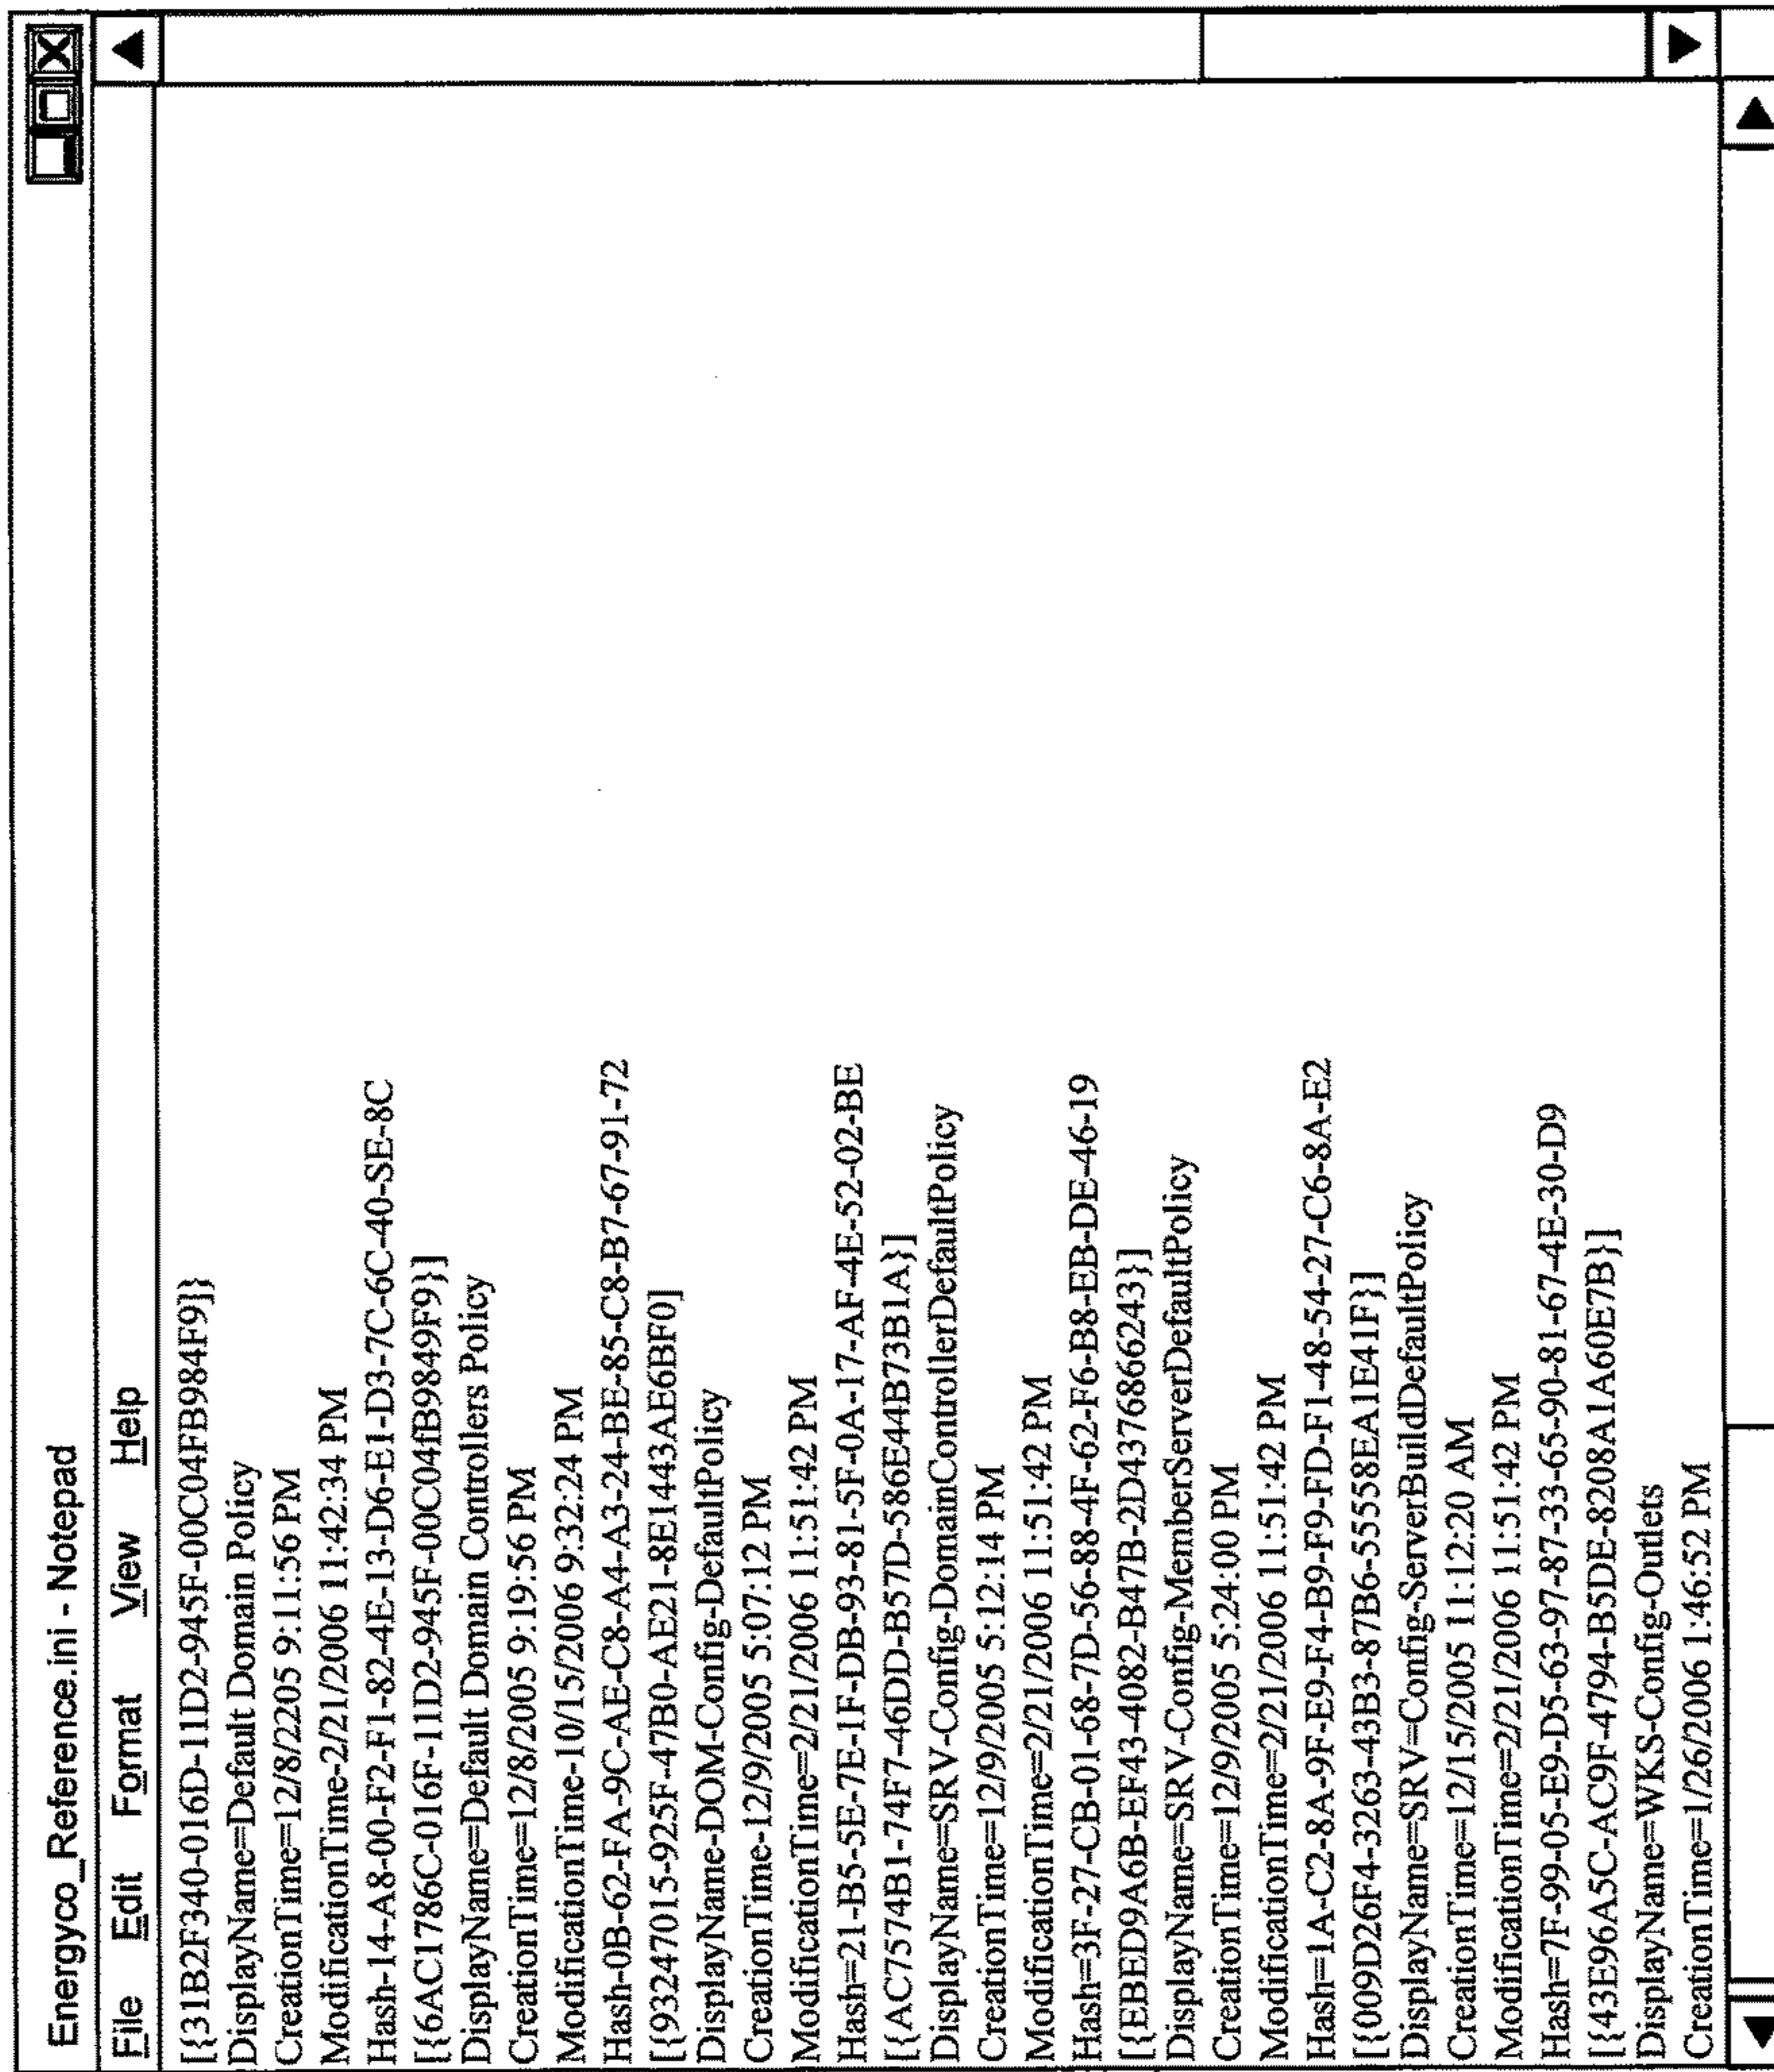 Energyco_Reference.ini - Notepad
File Edit Format View Help
[{31B2F340-016D-11D2-945F-00C04FB984F9]}
DisplayName=Default Domain Policy
CreationTime=12/8/2205 9:11:56 PM
ModificationTime-2/21/2006 11:42:34 PM
Hash-14-A8-00-F2-F1-82-4E-13-D6-E1-D3-7C-6C-40-SE-8C
[{6AC1786C-016F-11D2-945F-00C04fB9849F9}]
DisplayName=Default Domain Controllers Policy
CreationTime=12/8/2005 9:19:56 PM
ModificationTime-10/15/2006 9:32:24 PM
Hash-0B-62-FA-9C-AE-C8-A4-A3-24-BE-85-C8-B7-67-91-72
[{93247015-925F-47B0-AE21-8E1443AE6BF0]
DisplayName-DOM-Config-DefaultPolicy
CreationTime-12/9/2005 5:07:12 PM
ModificationTime=2/21/2006 11:51:42 PM
Hash=21-B5-5E-7E-1F-DB-93-81-5F-0A-17-AF-4E-52-02-BE
[{AC7574B1-74F7-46DD-B57D-586E44B73B1A}]
DisplayName=SRV-Config-DomainControllerDefaultPolicy
CreationTime=12/9/2005 5:12:14 PM
ModificationTime=2/21/2006 11:51:42 PM
Hash=3F-27-CB-01-68-7D-56-88-4F-62-F6-B8-EB-DE-46-19
[{EBED9A6B-EF43-4082-B47B-2D4376866243}]
DisplayName=SRV-Config-MemberServerDefaultPolicy
CreationTime=12/9/2005 5:24:00 PM
ModificationTime=2/21/2006 11:51:42 PM
Hash=1A-C2-8A-9F-E9-F4-B9-F9-FD-F1-48-54-27-C6-8A-E2
[{009D26F4-3263-43B3-87B6-55558EA1E41F}]
DisplayName=SRV=Config-ServerBuildDefaultPolicy
CreationTime=12/15/2005 11:12:20 AM
ModificationTime=2/21/2006 11:51:42 PM
Hash=7F-99-05-E9-D5-63-97-87-33-65-90-81-67-4E-30-D9
[{43E96A5C-AC9F-4794-B5DE-8208A1A60E7B}]
DisplayName=WKS-Config-Outlets
CreationTime=1/26/2006 1:46:52 PM